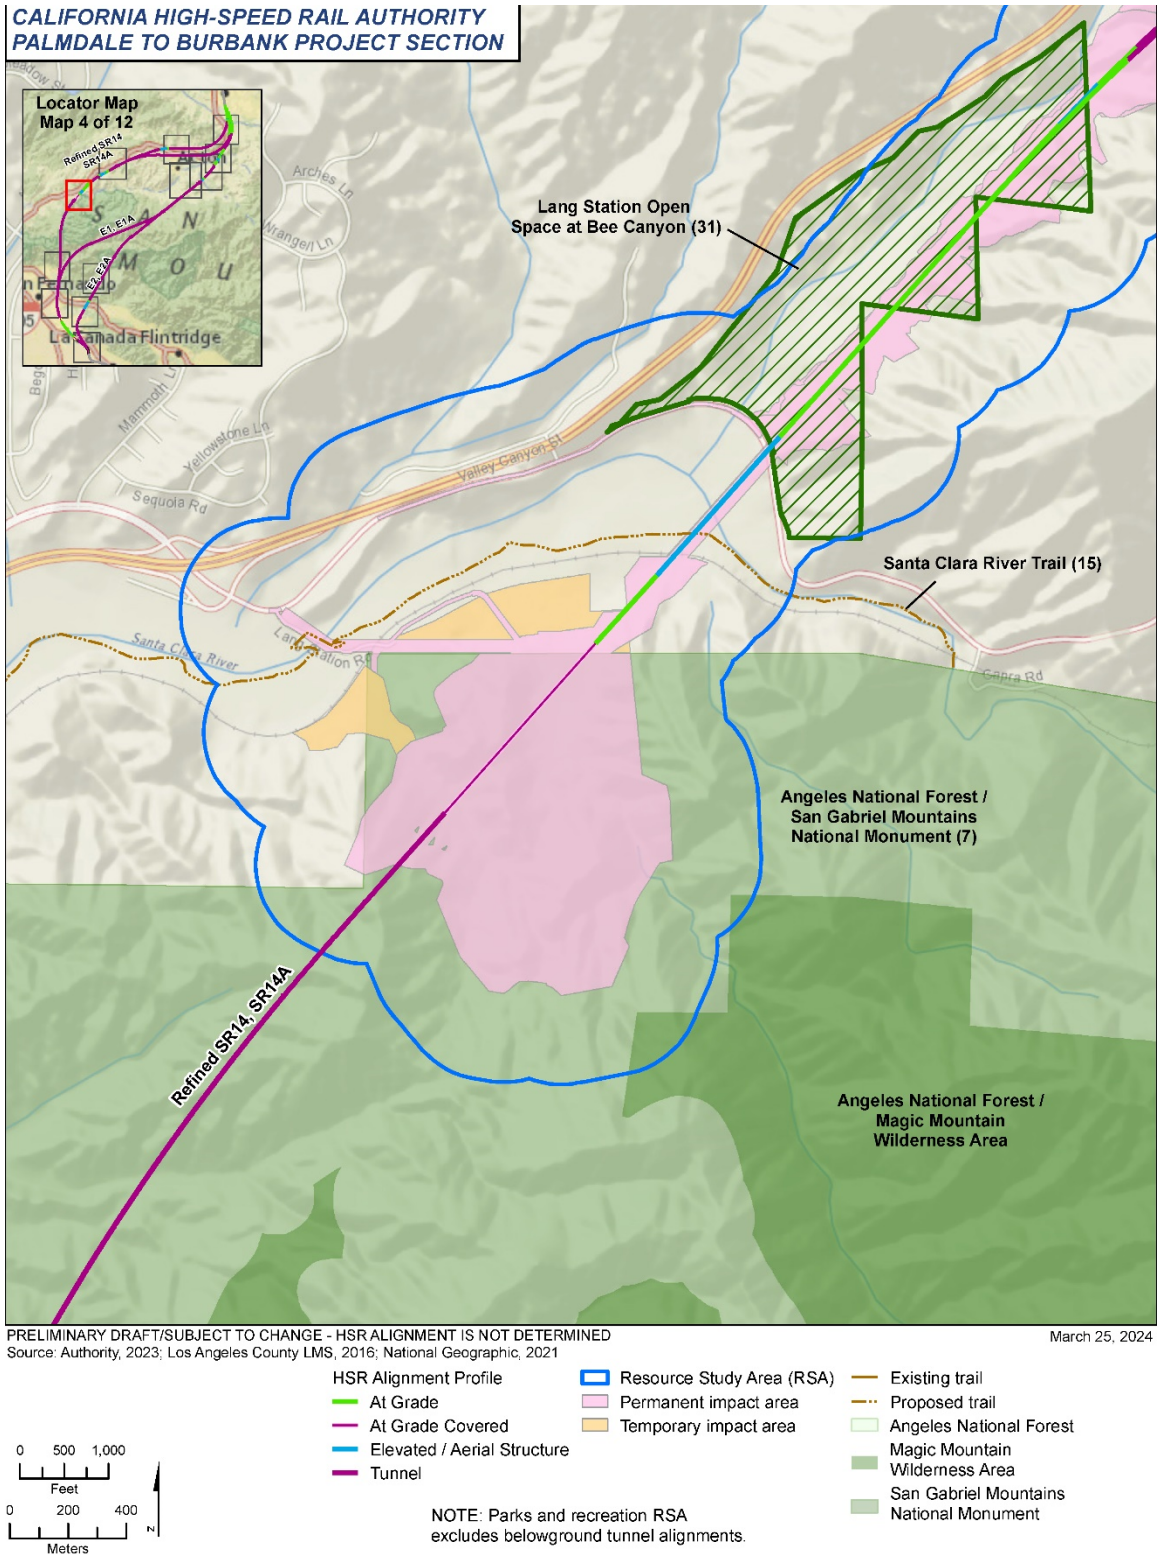 CALIFORNIA HIGH-SPEED RAIL AUTHORITY
PALMDALE TO BURBANK PROJECT SECTION
Locator Map
Map 4 of 12
Refined SR14
SR14A
Acton
S A N
E1, E1A
M O U
E2, E2A
n Fernando
La Canada Flintridge
Arches Ln
Wrangell Ln
Mammoth Ln
Yellowstone Ln
Sequoia Rd
Valley Canyon St
Lang Station Open
Space at Bee Canyon (31)
Santa Clara River Trail (15)
Santa Clara River
Lang Station Rd
Capra Rd
Angeles National Forest /
San Gabriel Mountains
National Monument (7)
Refined SR14, SR14A
Angeles National Forest /
Magic Mountain
Wilderness Area
PRELIMINARY DRAFT/SUBJECT TO CHANGE - HSR ALIGNMENT IS NOT DETERMINED
March 25, 2024
Source: Authority, 2023; Los Angeles County LMS, 2016; National Geographic, 2021
HSR Alignment Profile
At Grade
At Grade Covered
Elevated / Aerial Structure
Tunnel
Resource Study Area (RSA)
Permanent impact area
Temporary impact area
Existing trail
Proposed trail
Angeles National Forest
Magic Mountain
Wilderness Area
San Gabriel Mountains
National Monument
0 500 1,000
Feet
0 200 400
Meters
N
NOTE: Parks and recreation RSA
excludes belowground tunnel alignments.